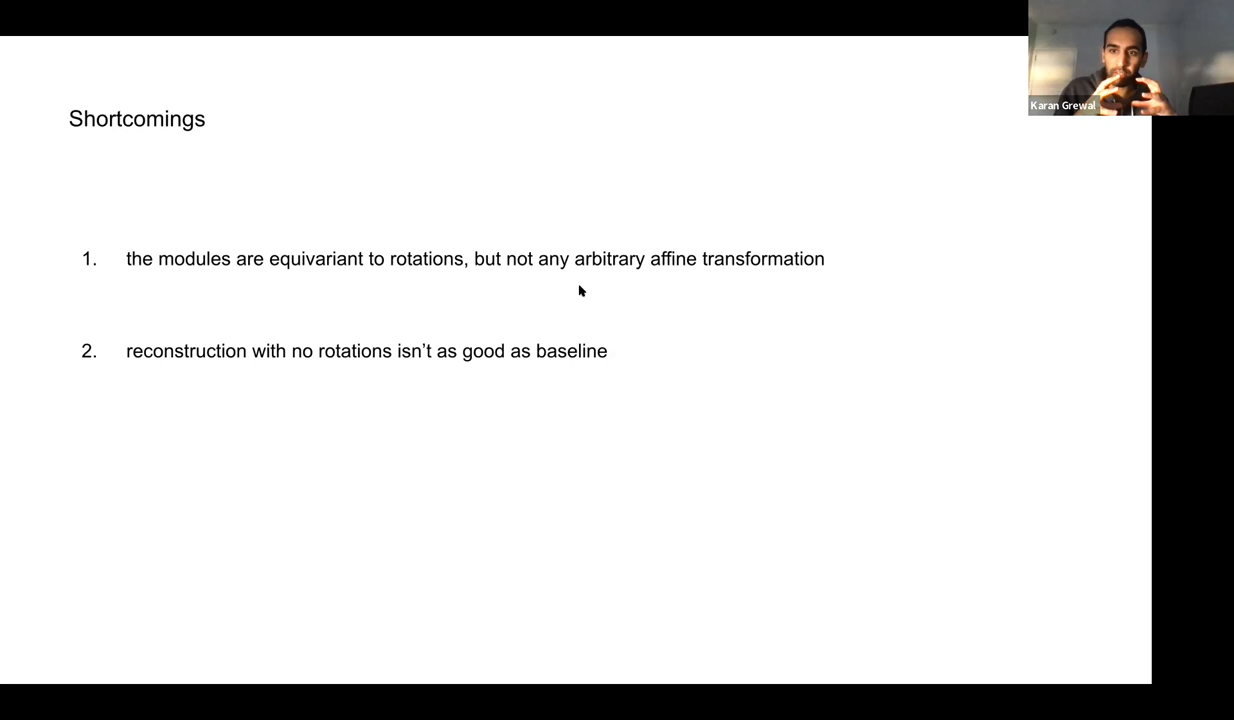 Karan Grewal
Shortcomings
1. the modules are equivariant to rotations, but not any arbitrary affine transformation
2. reconstruction with no rotations isn’t as good as baseline